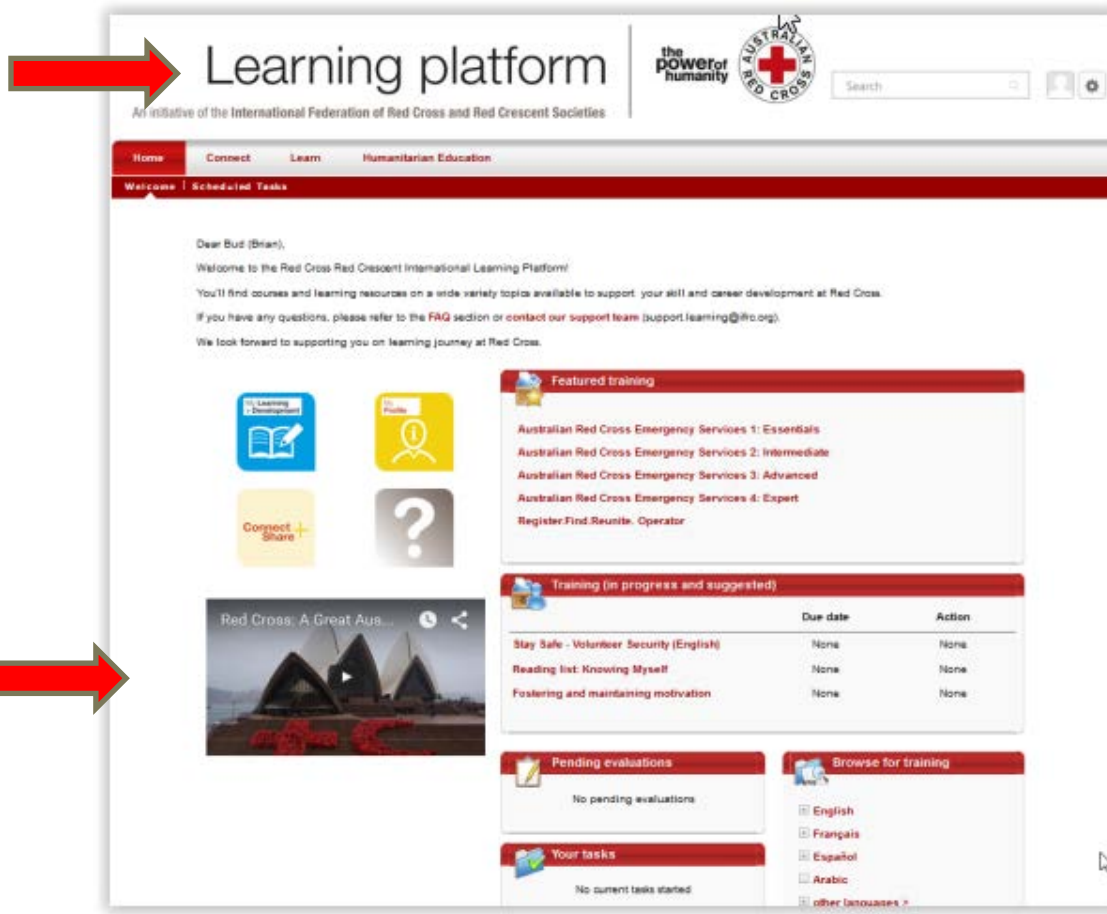 Learning platform
the
power of
humanity
AUSTRALIAN
RED CROSS
Search
An initiative of the International Federation of Red Cross and Red Crescent Societies
Home Connect Learn Humanitarian Education
Welcome | Scheduled Tasks
Dear Bud (Brian),
Welcome to the Red Cross Red Crescent International Learning Platform!
You'll find courses and learning resources on a wide variety topics available to support your skill and career development at Red Cross.
If you have any questions, please refer to the FAQ section or contact our support team (support.learning@ifrc.org).
We look forward to supporting you on learning journey at Red Cross.
My Learning
+ Development
My
Profile
Connect +
Share
?
Red Cross: A Great Aus...
Featured training
Australian Red Cross Emergency Services 1: Essentials
Australian Red Cross Emergency Services 2: Intermediate
Australian Red Cross Emergency Services 3: Advanced
Australian Red Cross Emergency Services 4: Expert
Register.Find.Reunite. Operator
Training (in progress and suggested)
Due date Action
Stay Safe - Volunteer Security (English) None None
Reading list: Knowing Myself None None
Fostering and maintaining motivation None None
Pending evaluations
No pending evaluations
Your tasks
No current tasks started
Browse for training
English
Français
Español
Arabic
other languages >